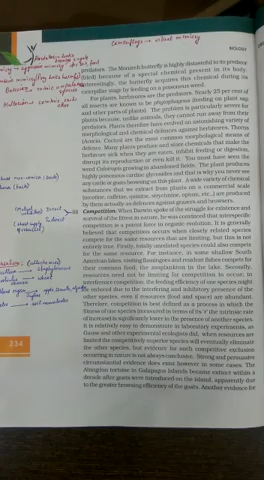 Camouflage → visual mimicry
BIOLOGY
predators. The Monarch butterfly is highly distasteful to its predator
(bird) because of a special chemical present in its body.
Interestingly, the butterfly acquires this chemical during its
caterpillar stage by feeding on a poisonous weed.
For plants, herbivores are the predators. Nearly 25 per cent of
all insects are known to be phytophagous (feeding on plant sap
and other parts of plants). The problem is particularly severe for
plants because, unlike animals, they cannot run away from their
predators. Plants therefore have evolved an astonishing variety of
morphological and chemical defences against herbivores. Thorns
(Acacia, Cactus) are the most common morphological means of
defence. Many plants produce and store chemicals that make the
herbivore sick when they are eaten, inhibit feeding or digestion,
disrupt its reproduction or even kill it. You must have seen the
weed Calotropis growing in abandoned fields. The plant produces
highly poisonous cardiac glycosides and that is why you never see
any cattle or goats browsing on this plant. A wide variety of chemical
substances that we extract from plants on a commercial scale
(nicotine, caffeine, quinine, strychnine, opium, etc.,) are produced
by them actually as defences against grazers and browsers.
Competition: When Darwin spoke of the struggle for existence and
survival of the fittest in nature, he was convinced that interspecific
competition is a potent force in organic evolution. It is generally
believed that competition occurs when closely related species
compete for the same resources that are limiting, but this is not
entirely true. Firstly, totally unrelated species could also compete
for the same resource. For instance, in some shallow South
American lakes, visiting flamingoes and resident fishes compete for
their common food, the zooplankton in the lake. Secondly,
resources need not be limiting for competition to occur; in
interference competition, the feeding efficiency of one species might
be reduced due to the interfering and inhibitory presence of the
other species, even if resources (food and space) are abundant.
Therefore, competition is best defined as a process in which the
fitness of one species (measured in terms of its 'r' the intrinsic rate
of increase) is significantly lower in the presence of another species.
It is relatively easy to demonstrate in laboratory experiments, as
Gause and other experimental ecologists did, when resources are
limited the competitively superior species will eventually eliminate
the other species, but evidence for such competitive exclusion
occurring in nature is not always conclusive. Strong and persuasive
circumstantial evidence does exist however in some cases. The
Abingdon tortoise in Galapagos Islands became extinct within a
decade after goats were introduced on the island, apparently due
to the greater browsing efficiency of the goats. Another evidence for
234